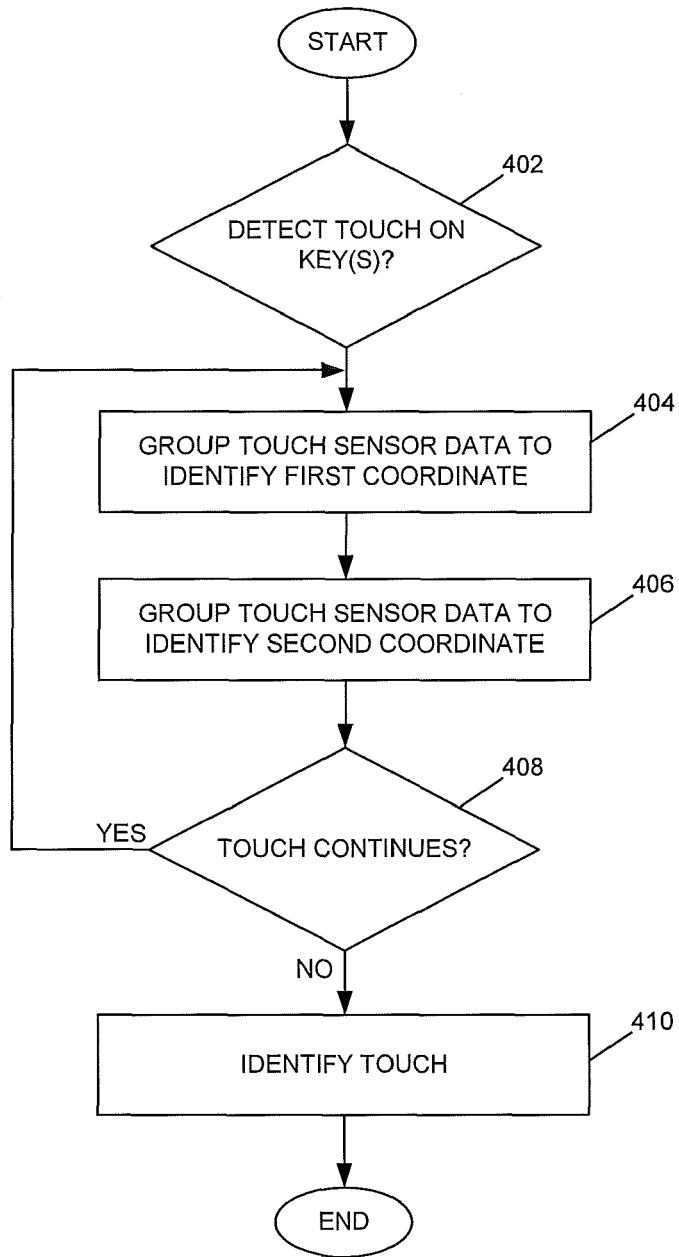 START
402
DETECT TOUCH ON
KEY(S)?
404
GROUP TOUCH SENSOR DATA TO
IDENTIFY FIRST COORDINATE
406
GROUP TOUCH SENSOR DATA TO
IDENTIFY SECOND COORDINATE
408
YES
TOUCH CONTINUES?
NO
410
IDENTIFY TOUCH
END